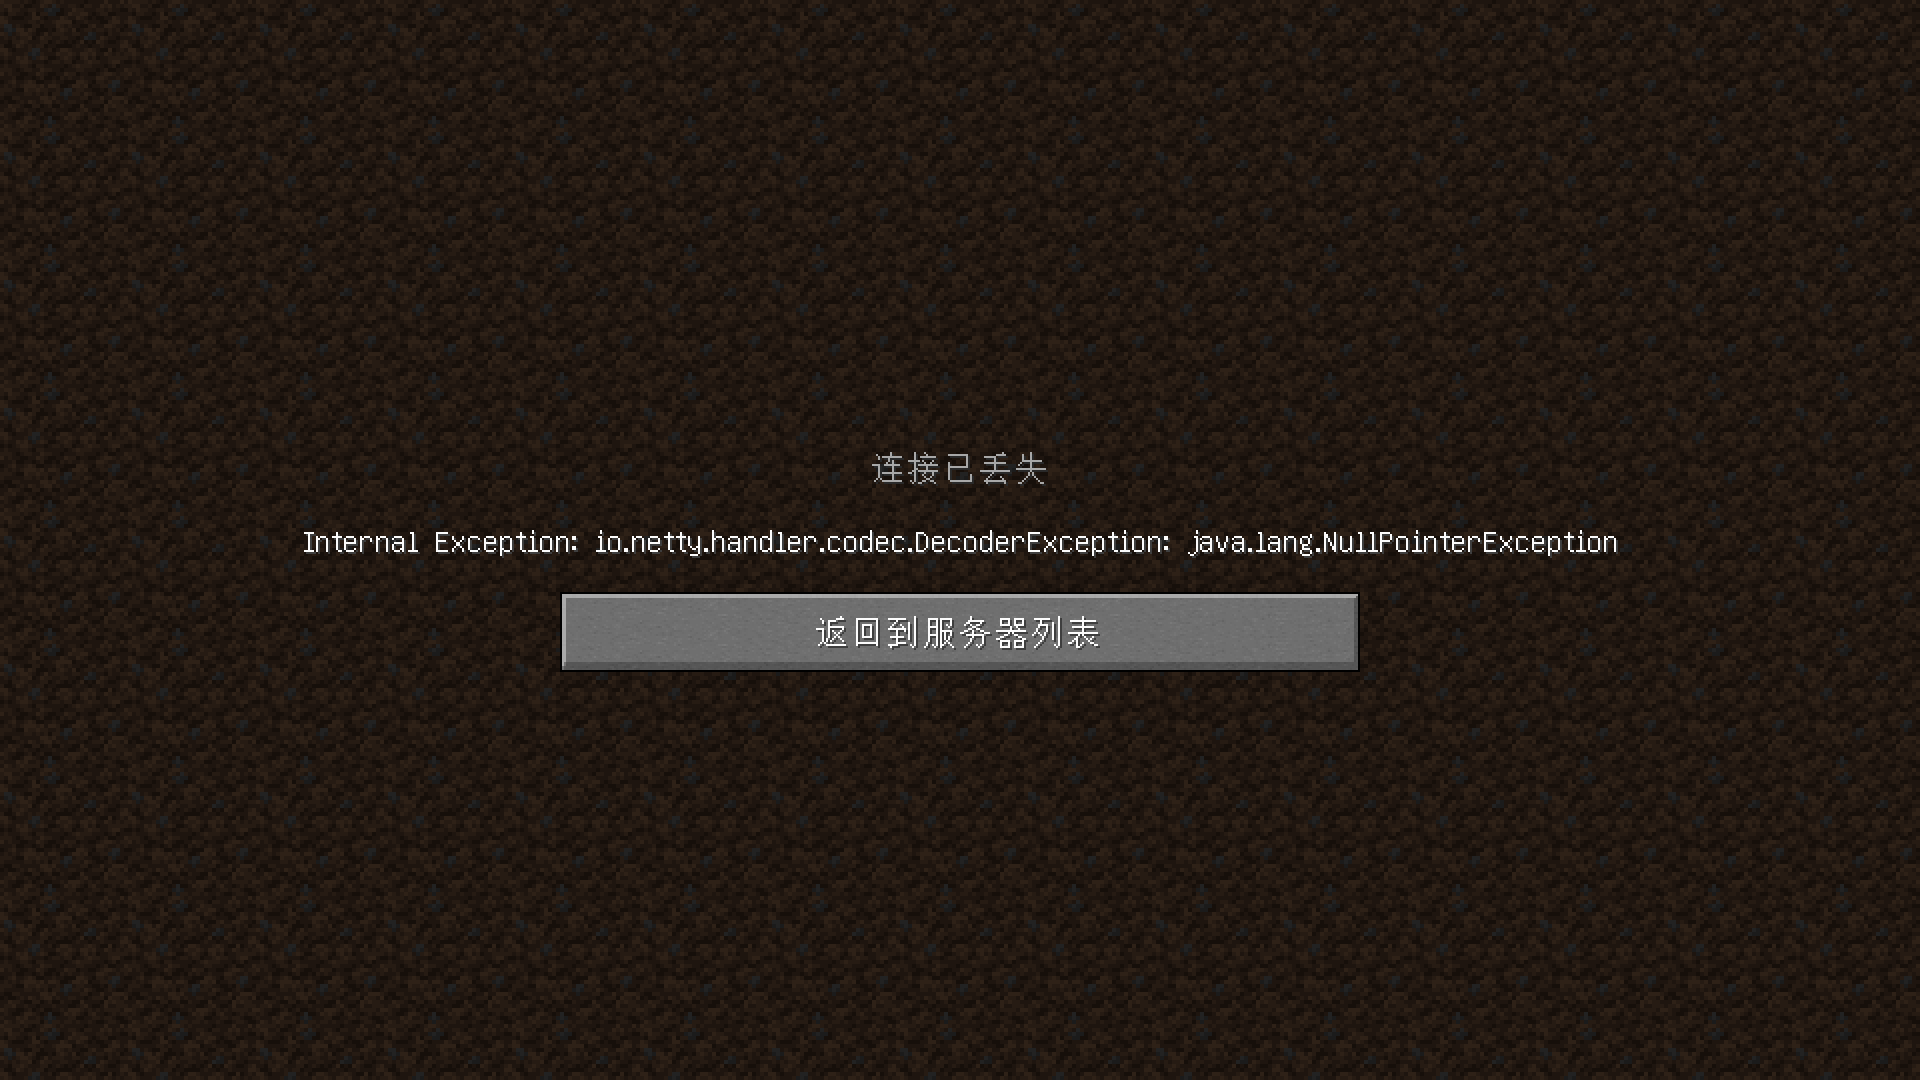 连接已丢失
Internal Exception: io.netty.handler.codec.DecoderException: java.lang.NullPointerException
返回到服务器列表